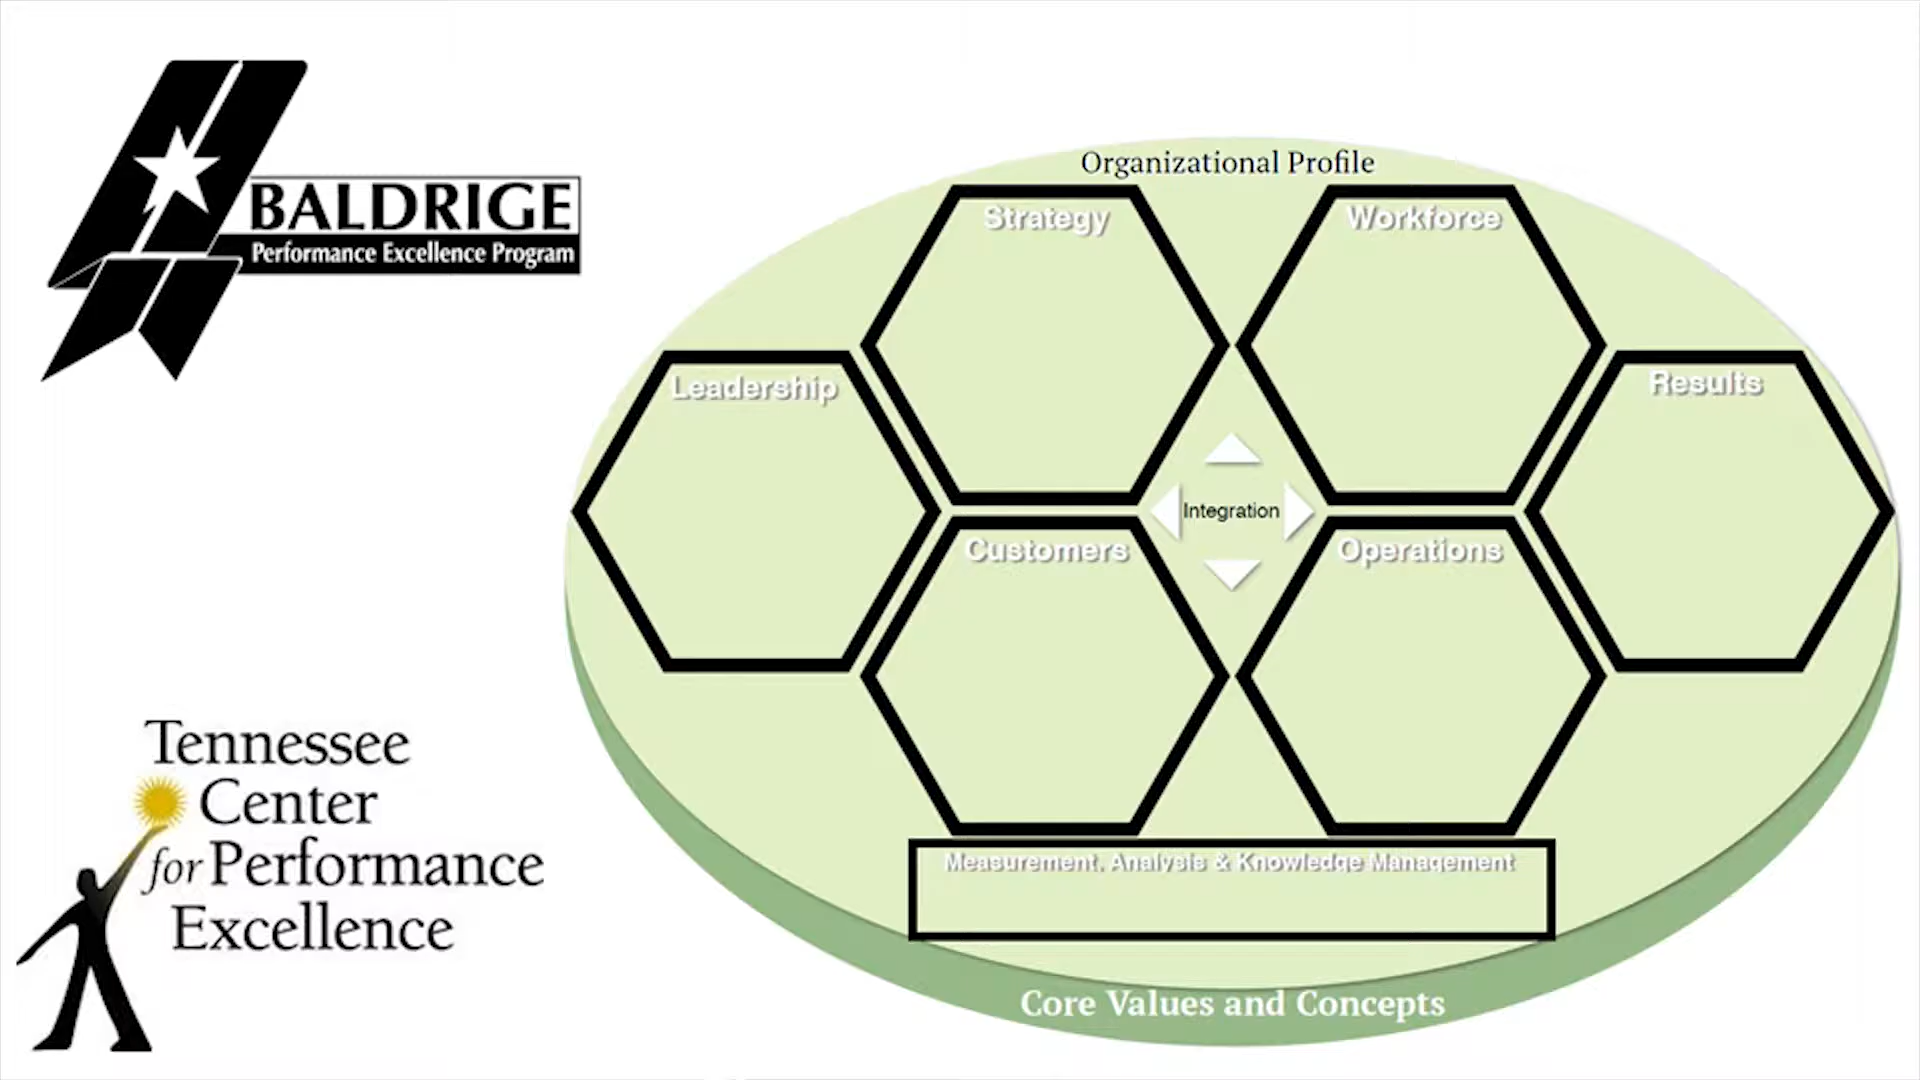 BALDRIGE
Performance Excellence Program
Tennessee
Center
for Performance
Excellence
Organizational Profile
Strategy
Workforce
Leadership
Results
Integration
Customers
Operations
Measurement, Analysis & Knowledge Management
Core Values and Concepts